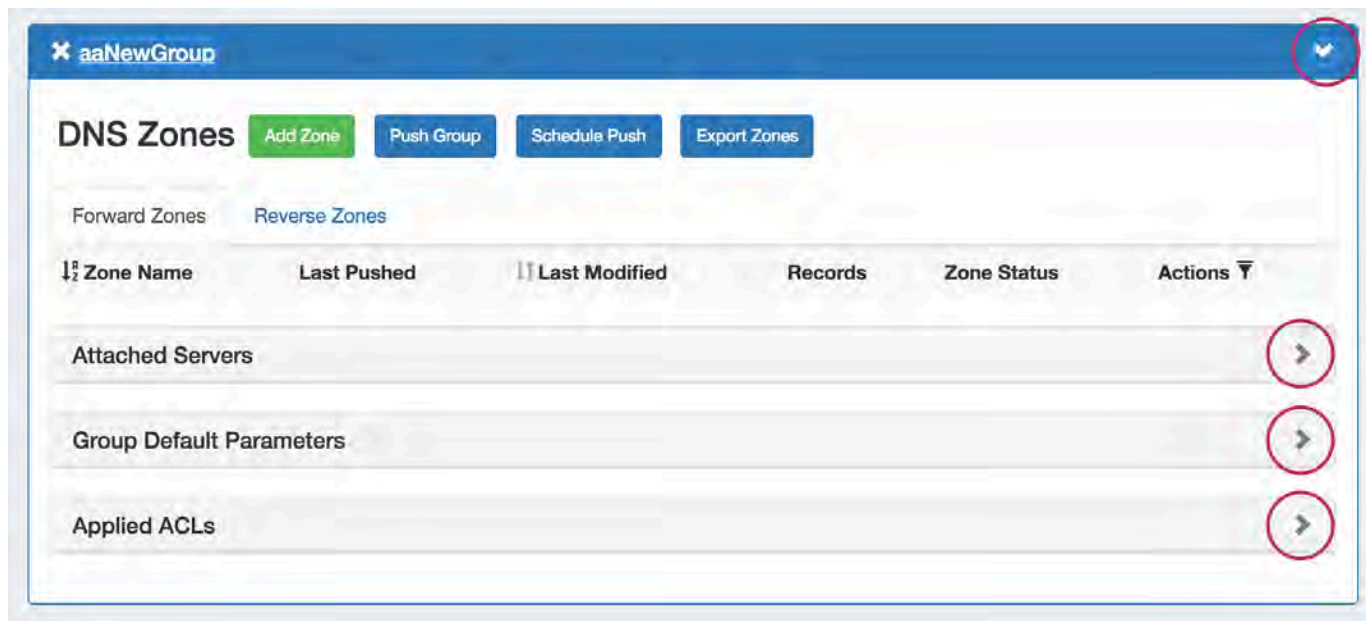 aaNewGroup
DNS Zones Add Zone Push Group Schedule Push Export Zones
Forward Zones Reverse Zones
Zone Name Last Pushed Last Modified Records Zone Status Actions
Attached Servers
Group Default Parameters
Applied ACLs